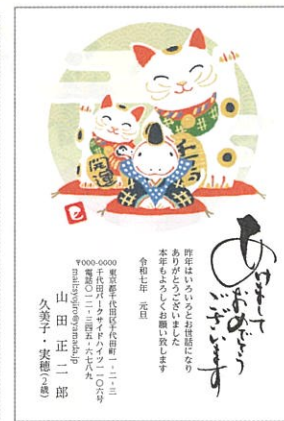 あけまして
おめでとう
ございます
昨年はいろいろとお世話になり
ありがとうございました
本年もよろしくお願い致します
令和七年　元旦
〒000-0000
東京都千代田区千代田町一-二-三
千代田パークサイドハイツ一一〇六号
電話〇一二-三四五-六七八九
山田正二郎
久美子・実穂(2歳)
開運